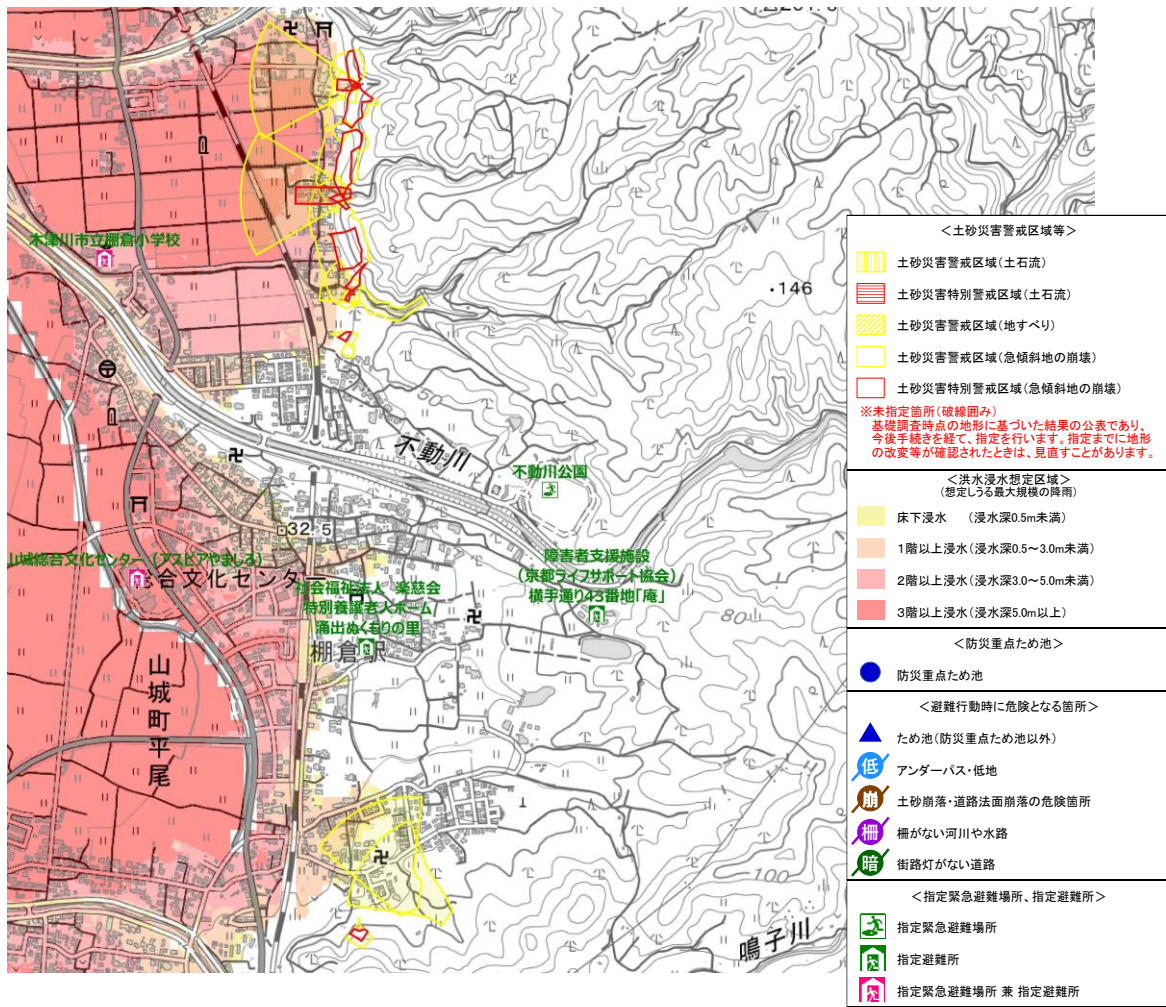 木津川市立棚倉小学校
・146
50
不動川
不動川公園
32.5
山城総合文化センター（アスピアやましろ）
合文化センター
障害者支援施設
（京都ライフサポート協会）
横手通り43番地「庵」
社会福祉法人　楽慈会
特別養護老人ホーム
涌出ぬくもりの里
棚倉駅
80
山城町平尾
100
鳴子川
＜土砂災害警戒区域等＞
土砂災害警戒区域（土石流）
土砂災害特別警戒区域（土石流）
土砂災害警戒区域（地すべり）
土砂災害警戒区域（急傾斜地の崩壊）
土砂災害特別警戒区域（急傾斜地の崩壊）
※未指定箇所（破線囲み）
基礎調査時点の地形に基づいた結果の公表であり、
今後手続きを経て、指定を行います。指定までに地形
の改変等が確認されたときは、見直すことがあります。
＜洪水浸水想定区域＞
（想定しうる最大規模の降雨）
床下浸水　（浸水深0.5m未満）
1階以上浸水（浸水深0.5～3.0m未満）
2階以上浸水（浸水深3.0～5.0m未満）
3階以上浸水（浸水深5.0m以上）
＜防災重点ため池＞
防災重点ため池
＜避難行動時に危険となる箇所＞
ため池（防災重点ため池以外）
低 アンダーパス・低地
崩 土砂崩落・道路法面崩落の危険箇所
柵 柵がない河川や水路
暗 街路灯がない道路
＜指定緊急避難場所、指定避難所＞
指定緊急避難場所
指定避難所
指定緊急避難場所 兼 指定避難所